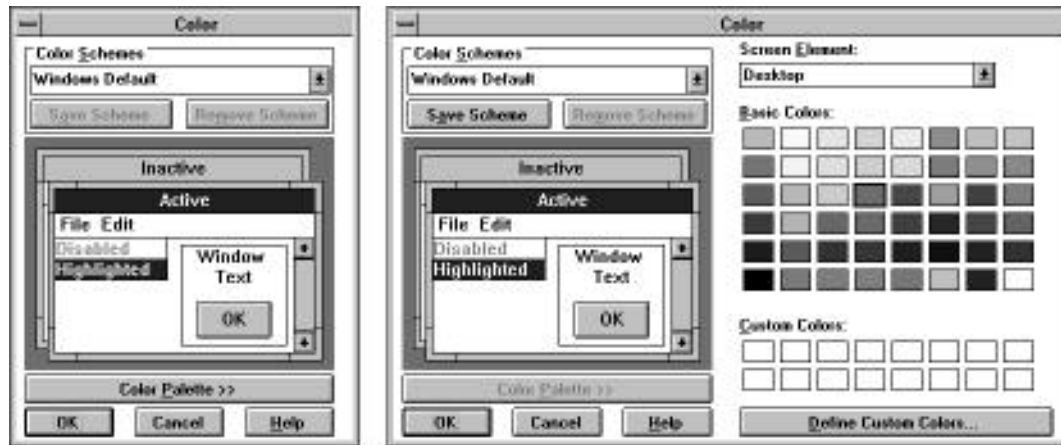 Color
Color Schemes
Windows Default
Save Scheme Remove Scheme
Inactive
Active
File Edit
Disabled
Highlighted
Window
Text
OK
Color Palette >>
OK Cancel Help
Color
Color Schemes
Windows Default
Save Scheme Remove Scheme
Inactive
Active
File Edit
Disabled
Highlighted
Window
Text
OK
Color Palette >>
OK Cancel Help
Screen Element:
Desktop
Basic Colors:
Custom Colors:
Define Custom Colors...